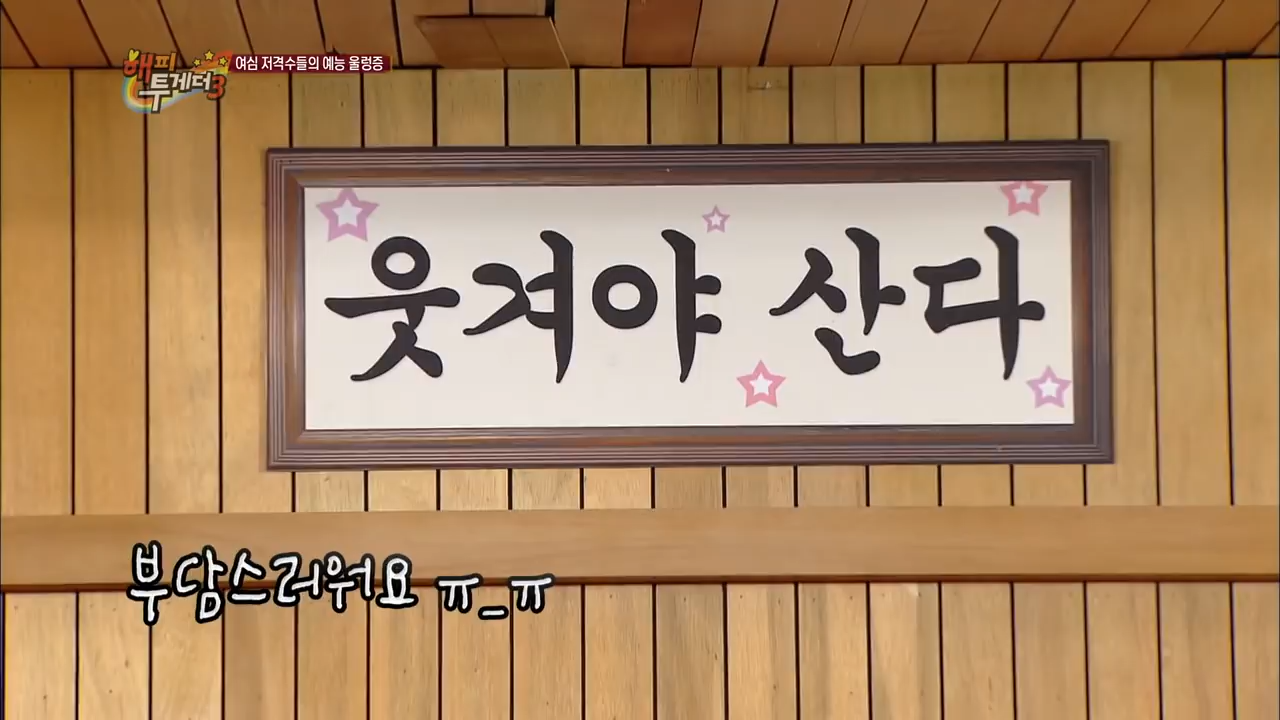 해피
투게더3
여심 저격수들의 예능 울렁증
웃겨야 산다
부담스러워요 ㅠ_ㅠ